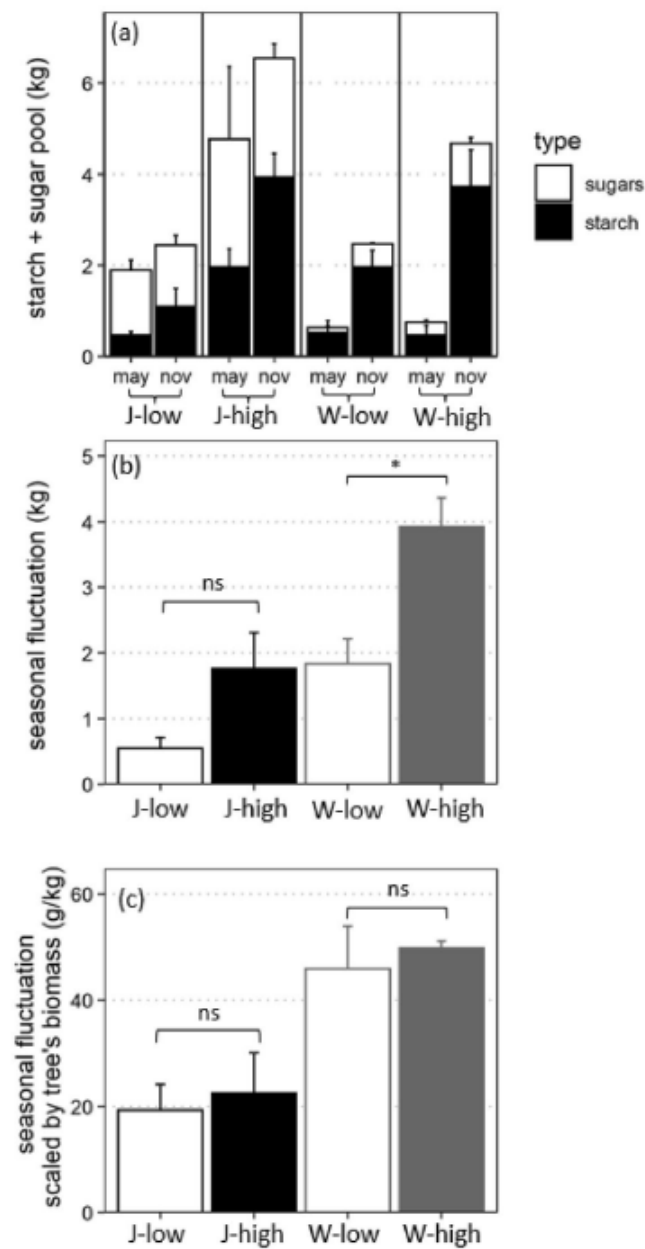 (a)
starch + sugar pool (kg)
6
4
2
0
may nov may nov may nov may nov
J-low J-high W-low W-high
type
sugars
starch
(b)
seasonal fluctuation (kg)
5
4
3
2
1
0
ns
*
J-low J-high W-low W-high
(c)
seasonal fluctuation
scaled by tree's biomass (g/kg)
60
40
20
0
ns
ns
J-low J-high W-low W-high